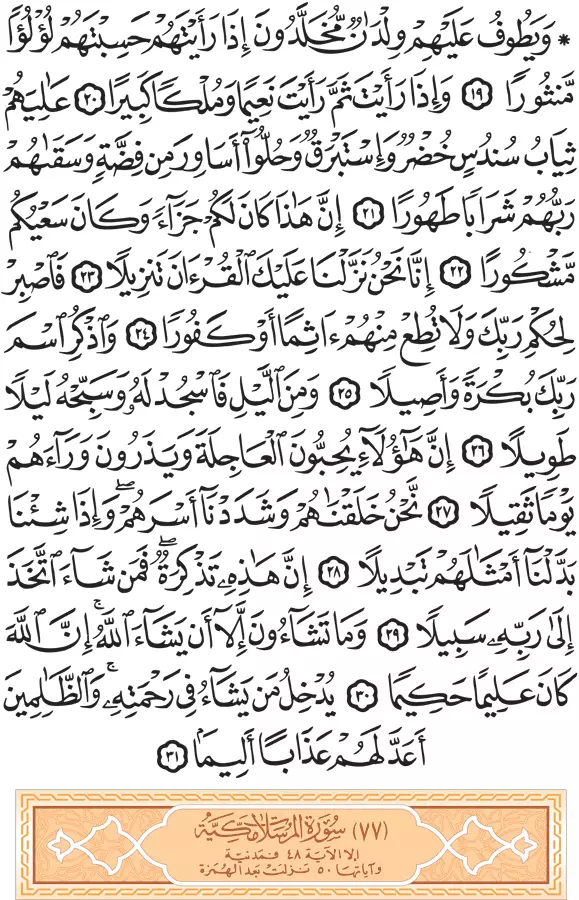 * وَيَطُوفُ عَلَيْهِمْ وِلْدَٰنٌ مُّخَلَّدُونَ إِذَا رَأَيْتَهُمْ حَسِبْتَهُمْ لُؤْلُؤًا
مَّنثُورًا ١٩ وَإِذَا رَأَيْتَ ثَمَّ رَأَيْتَ نَعِيمًا وَمُلْكًا كَبِيرًا ٢٠ عَٰلِيَهُمْ
ثِيَابُ سُندُسٍ خُضْرٌ وَإِسْتَبْرَقٌ وَحُلُّوٓا۟ أَسَاوِرَ مِن فِضَّةٍ وَسَقَىٰهُمْ
رَبُّهُمْ شَرَابًا طَهُورًا ٢١ إِنَّ هَٰذَا كَانَ لَكُمْ جَزَآءً وَكَانَ سَعْيُكُم
مَّشْكُورًا ٢٢ إِنَّا نَحْنُ نَزَّلْنَا عَلَيْكَ ٱلْقُرْءَانَ تَنزِيلًا ٢٣ فَٱصْبِرْ
لِحُكْمِ رَبِّكَ وَلَا تُطِعْ مِنْهُمْ ءَاثِمًا أَوْ كَفُورًا ٢٤ وَٱذْكُرِ ٱسْمَ
رَبِّكَ بُكْرَةً وَأَصِيلًا ٢٥ وَمِنَ ٱلَّيْلِ فَٱسْجُدْ لَهُۥ وَسَبِّحْهُ لَيْلًا
طَوِيلًا ٢٦ إِنَّ هَٰٓؤُلَآءِ يُحِبُّونَ ٱلْعَاجِلَةَ وَيَذَرُونَ وَرَآءَهُمْ
يَوْمًا ثَقِيلًا ٢٧ نَّحْنُ خَلَقْنَٰهُمْ وَشَدَدْنَآ أَسْرَهُمْ ۖ وَإِذَا شِئْنَا
بَدَّلْنَآ أَمْثَٰلَهُمْ تَبْدِيلًا ٢٨ إِنَّ هَٰذِهِۦ تَذْكِرَةٌ ۖ فَمَن شَآءَ ٱتَّخَذَ
إِلَىٰ رَبِّهِۦ سَبِيلًا ٢٩ وَمَا تَشَآءُونَ إِلَّآ أَن يَشَآءَ ٱللَّهُ ۚ إِنَّ ٱللَّهَ
كَانَ عَلِيمًا حَكِيمًا ٣٠ يُدْخِلُ مَن يَشَآءُ فِى رَحْمَتِهِۦ ۚ وَٱلظَّٰلِمِينَ
أَعَدَّ لَهُمْ عَذَابًا أَلِيمًۢا ٣١
(٧٧) سُورَةُ المُرْسَلَاتِ مَكِيَّة
إلا الآية ٤٨ فمدنية
وآياتها ٥٠ نزلت بعد الهمزة